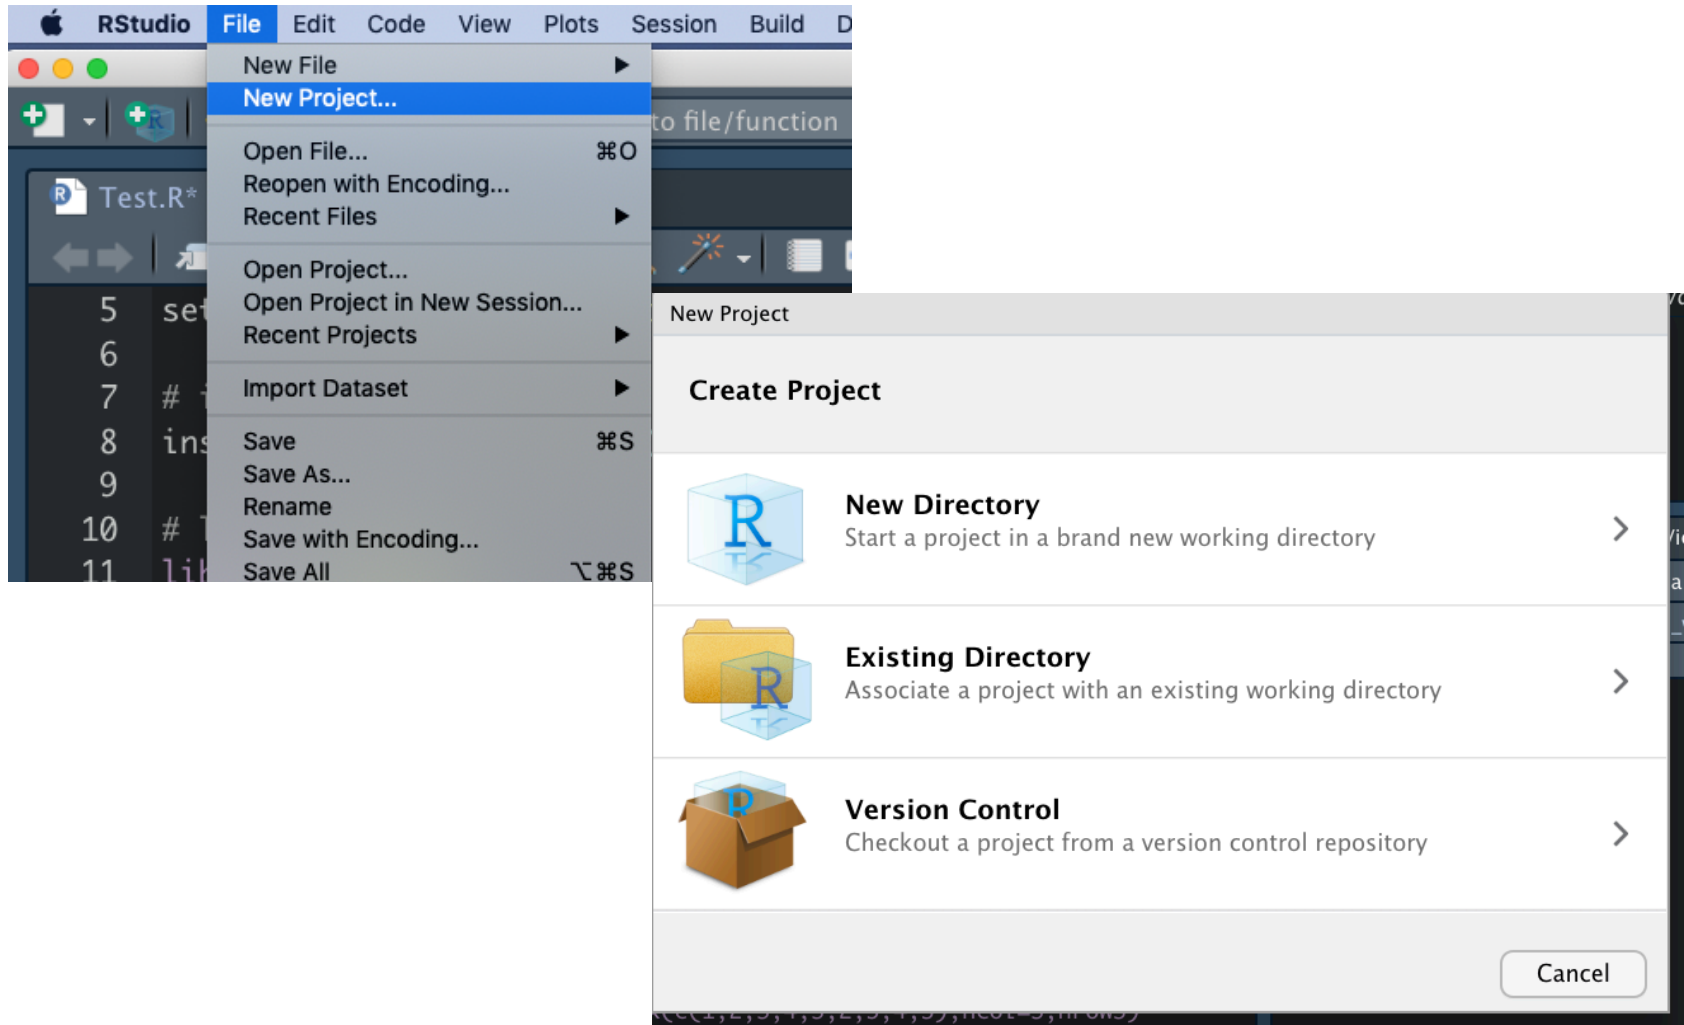 RStudio File Edit Code View Plots Session Build D
New File
New Project...
to file/function
Open File... ⌘O
Reopen with Encoding...
Recent Files
Test.R*
Open Project...
Open Project in New Session...
Recent Projects
Import Dataset
Save ⌘S
Save As...
Rename
Save with Encoding...
Save All ⌥⌘S
5 set
6
7 # i
8 ins
9
10 #
11 lib
New Project
Create Project
R
New Directory
Start a project in a brand new working directory
R
Existing Directory
Associate a project with an existing working directory
R
Version Control
Checkout a project from a version control repository
Cancel